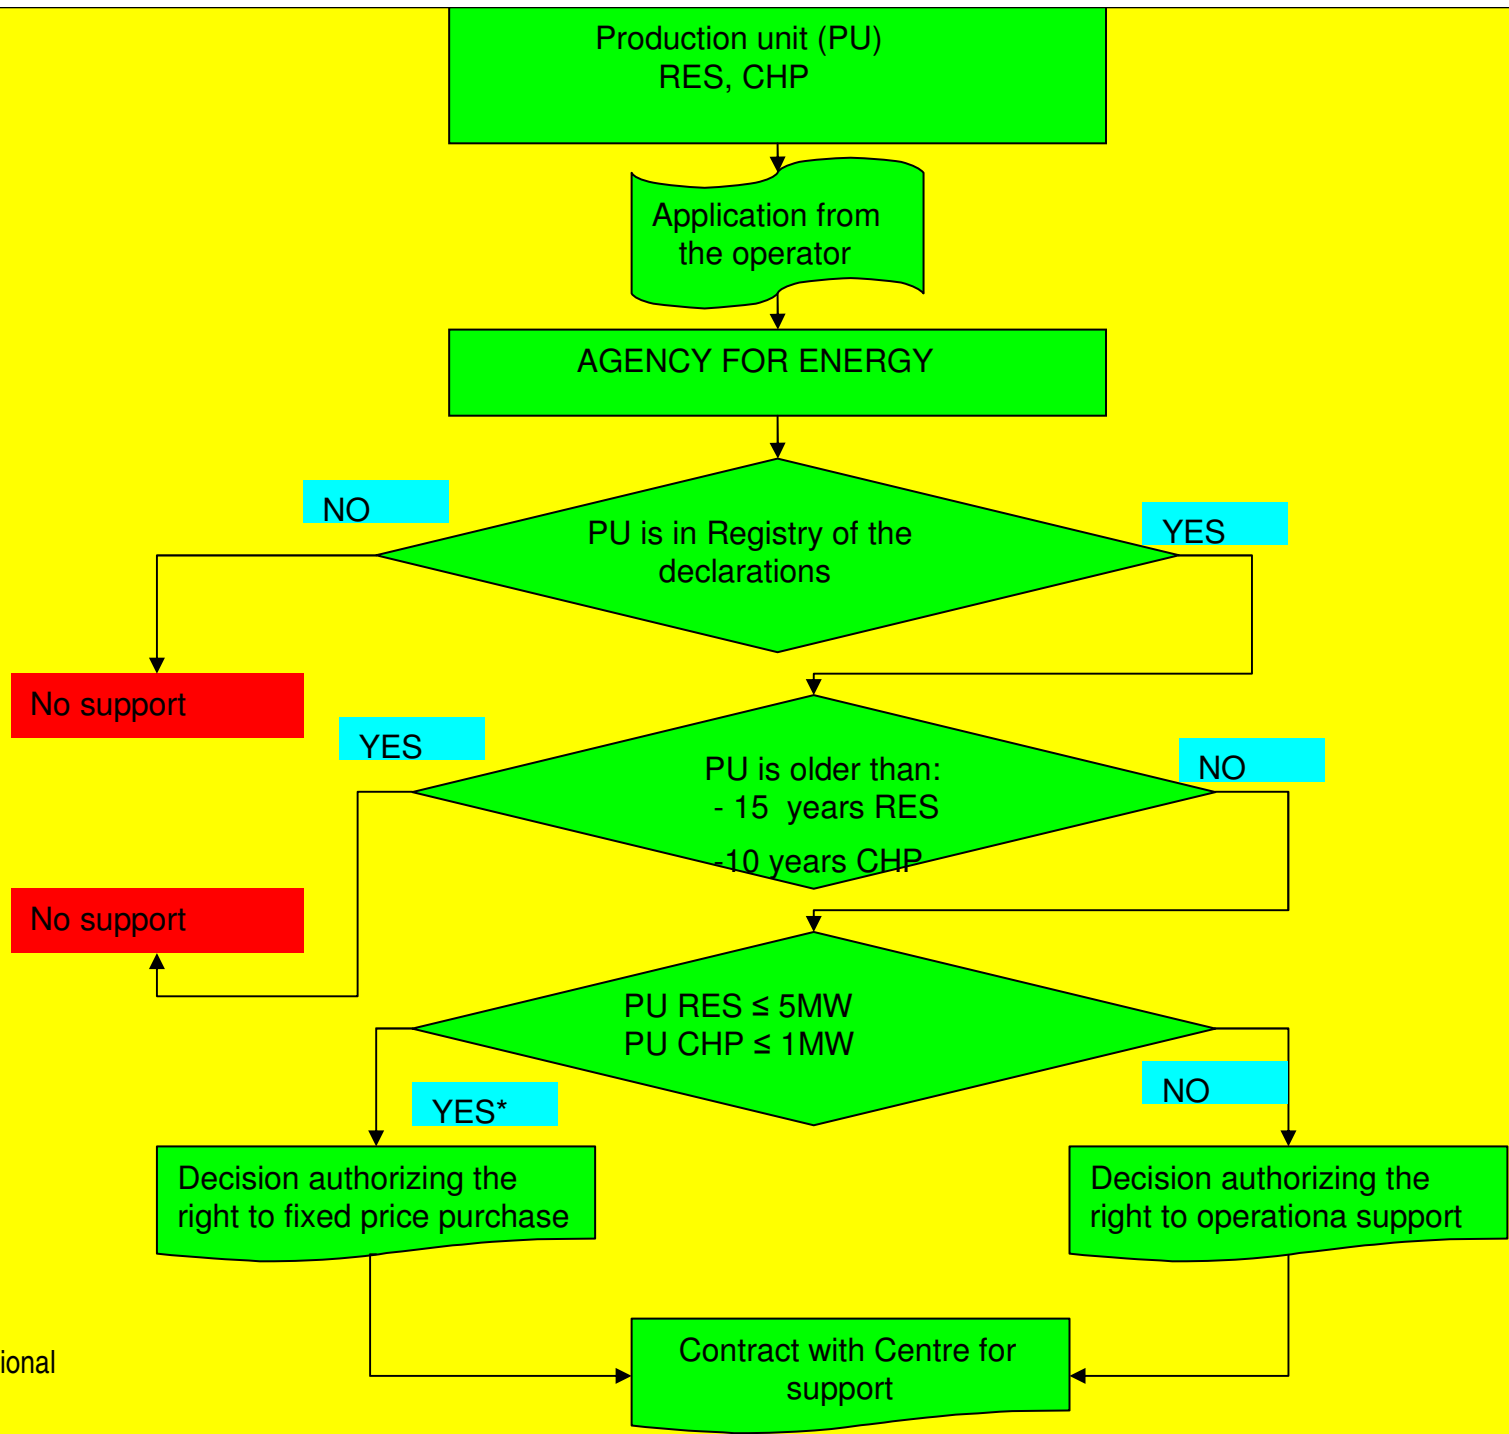 Production unit (PU)
RES, CHP
Application from
the operator
AGENCY FOR ENERGY
NO
PU is in Registry of the
declarations
YES
No support
YES
PU is older than:
- 15 years RES
-10 years CHP
NO
No support
PU RES ≤ 5MW
PU CHP ≤ 1MW
YES*
NO
Decision authorizing the
right to fixed price purchase
Decision authorizing the
right to operationa support
ional
Contract with Centre for
support